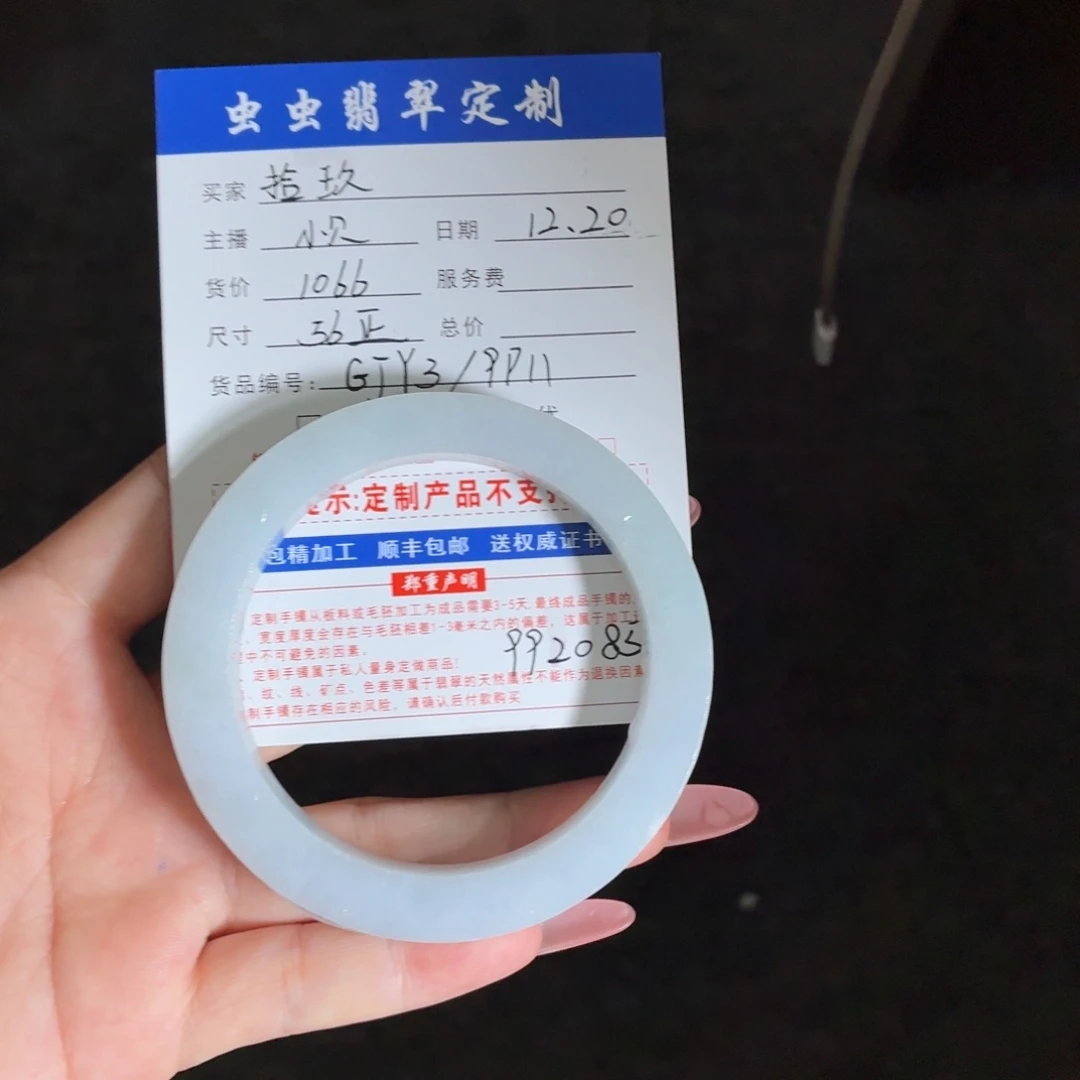 虫虫翡翠定制
买家 拾玖
主播 小贝 日期 12、20
货价 1066 服务费
尺寸 56正 总价
货品编号: GJY3/9P11
示:定制产品不支
包精加工 顺丰包邮 送权威证书
郑重声明
定制手镯从板料或毛胚加工为成品需要3-5天,最终成品手镯的
、宽度厚度会存在与毛胚相差1-3毫米之内的偏差,这属于加工
中不可避免的因素。
992085
定制手镯属于私人量身定做商品!
、纹、线、矿点、色差等属于翡翠的天然属性不能作为退换因素
制手镯存在相应的风险,请确认后付款购买